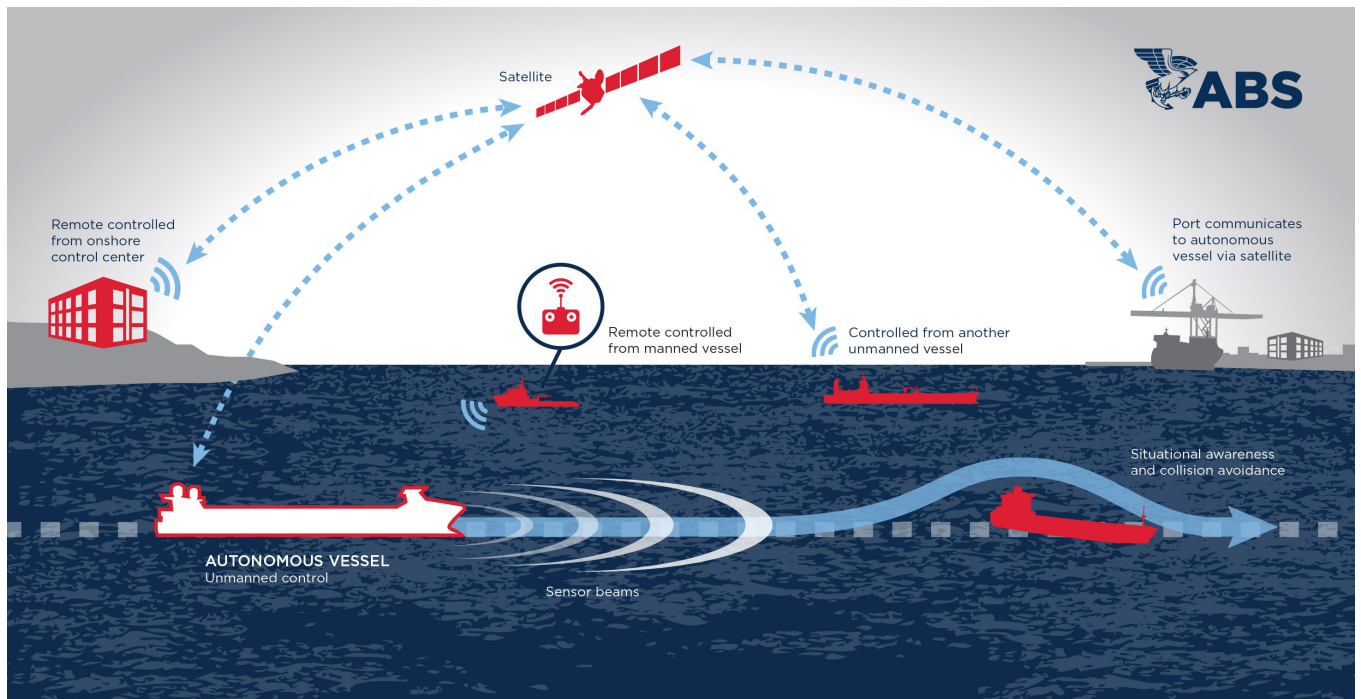 Satellite
ABS
Remote controlled
from onshore
control center
Port communicates
to autonomous
vessel via satellite
Remote controlled
from manned vessel
Controlled from another
unmanned vessel
Situational awareness
and collision avoidance
AUTONOMOUS VESSEL
Unmanned control
Sensor beams